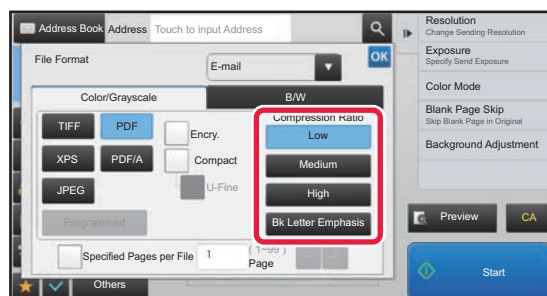 Address Book Address Touch to input Address
File Format
E-mail
OK
Color/Grayscale
B/W
TIFF
PDF
Encry.
XPS
PDF/A
Compact
JPEG
U-Fine
Programmed
Compression Ratio
Low
Medium
High
Bk Letter Emphasis
Specified Pages per File 1 (1~99)
Page
Others
Resolution
Change Sending Resolution
Exposure
Specify Send Exposure
Color Mode
Blank Page Skip
Skip Blank Page in Original
Background Adjustment
Preview
CA
Start